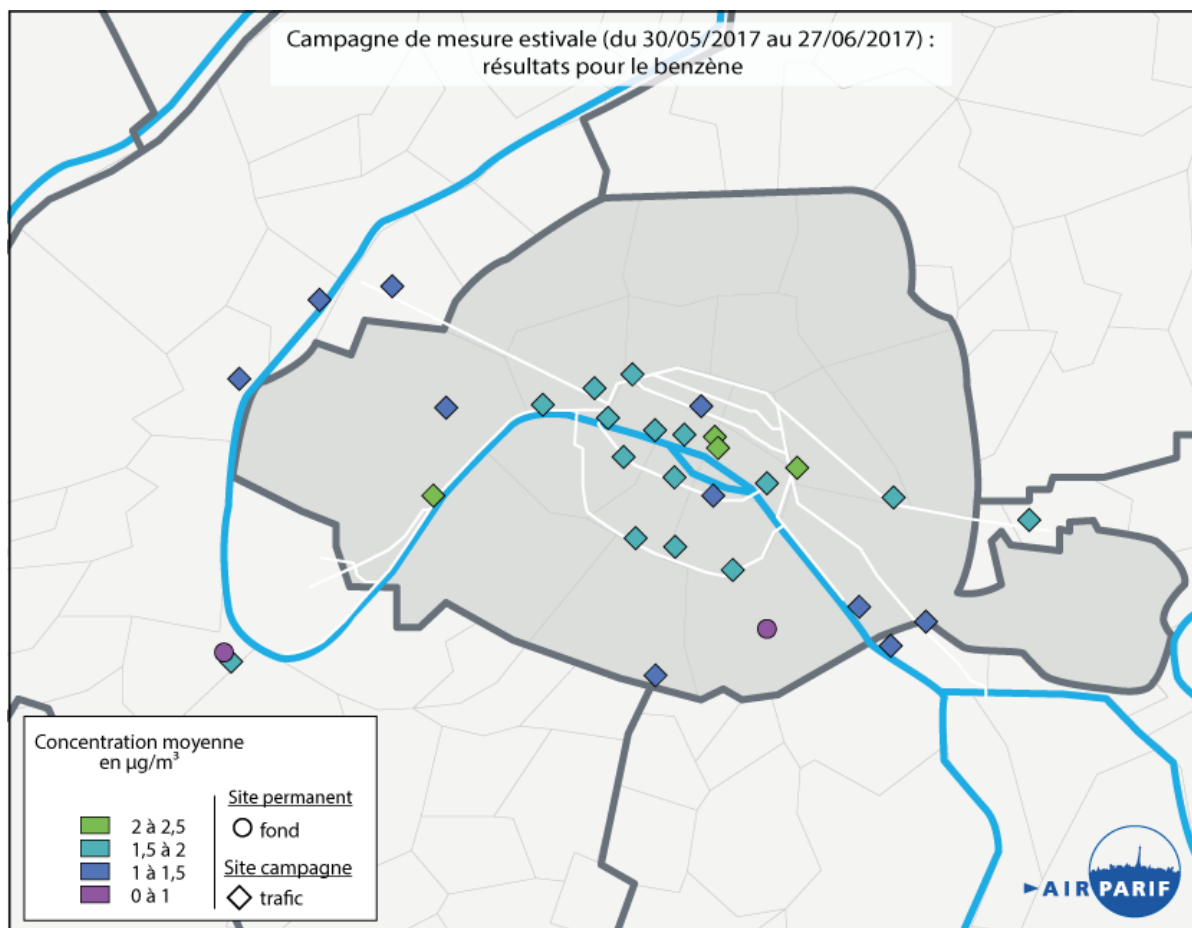 Campagne de mesure estivale (du 30/05/2017 au 27/06/2017) :
résultats pour le benzène
Concentration moyenne
en µg/m³
2 à 2,5
1,5 à 2
1 à 1,5
0 à 1
Site permanent
fond
Site campagne
trafic
AIRPARIF